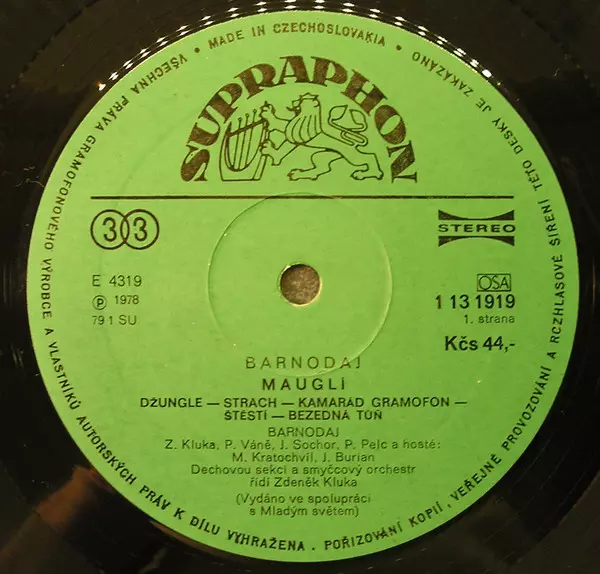 VŠECHNA PRÁVA GRAMOFONOVÉHO VÝROBCE A VLASTNÍKŮ AUTORSKÝCH PRÁV K DÍLU VYHRAŽENA . POŘIZOVÁNÍ KOPIÍ, VEŘEJNÉ PROVOZOVÁNÍ A ROZHLASOVÉ ŠÍŘENÍ TÉTO DESKY JE ZAKÁZÁNO
• MADE IN CZECHOSLOVAKIA •
SUPRAPHON
33
STEREO
E 4319
Ⓟ 1978
79 1 SU
OSA
1 13 1919
1. strana
Kčs 44,-
BARNODAJ
MAUGLÍ
DŽUNGLE — STRACH — KAMARÁD GRAMOFON —
ŠTĚSTÍ — BEZEDNÁ TŮŇ
BARNODAJ
Z. Kluka, P. Váně, J. Sochor, P. Pelc a hosté:
M. Kratochvíl, J. Burian
Dechovou sekci a smyčcový orchestr
řídí Zdeněk Kluka
(Vydáno ve spolupráci
s Mladým světem)